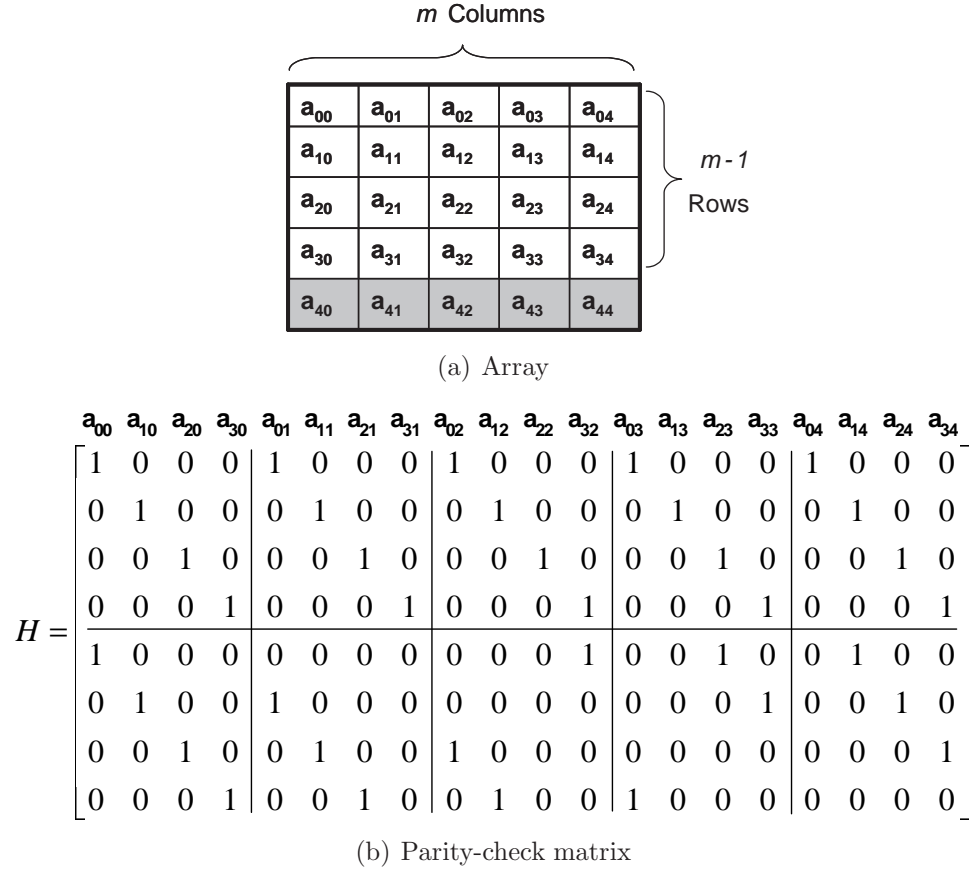 m Columns
a₀₀ a₀₁ a₀₂ a₀₃ a₀₄
a₁₀ a₁₁ a₁₂ a₁₃ a₁₄
a₂₀ a₂₁ a₂₂ a₂₃ a₂₄
a₃₀ a₃₁ a₃₂ a₃₃ a₃₄
a₄₀ a₄₁ a₄₂ a₄₃ a₄₄
m - 1
Rows
(a) Array
a₀₀ a₁₀ a₂₀ a₃₀ a₀₁ a₁₁ a₂₁ a₃₁ a₀₂ a₁₂ a₂₂ a₃₂ a₀₃ a₁₃ a₂₃ a₃₃ a₀₄ a₁₄ a₂₄ a₃₄
1 0 0 0 1 0 0 0 1 0 0 0 1 0 0 0 1 0 0 0
0 1 0 0 0 1 0 0 0 1 0 0 0 1 0 0 0 1 0 0
0 0 1 0 0 0 1 0 0 0 1 0 0 0 1 0 0 0 1 0
0 0 0 1 0 0 0 1 0 0 0 1 0 0 0 1 0 0 0 1
H =
1 0 0 0 0 0 0 0 0 0 0 1 0 0 1 0 0 1 0 0
0 1 0 0 1 0 0 0 0 0 0 0 0 0 0 1 0 0 1 0
0 0 1 0 0 1 0 0 1 0 0 0 0 0 0 0 0 0 0 1
0 0 0 1 0 0 1 0 0 1 0 0 1 0 0 0 0 0 0 0
(b) Parity-check matrix